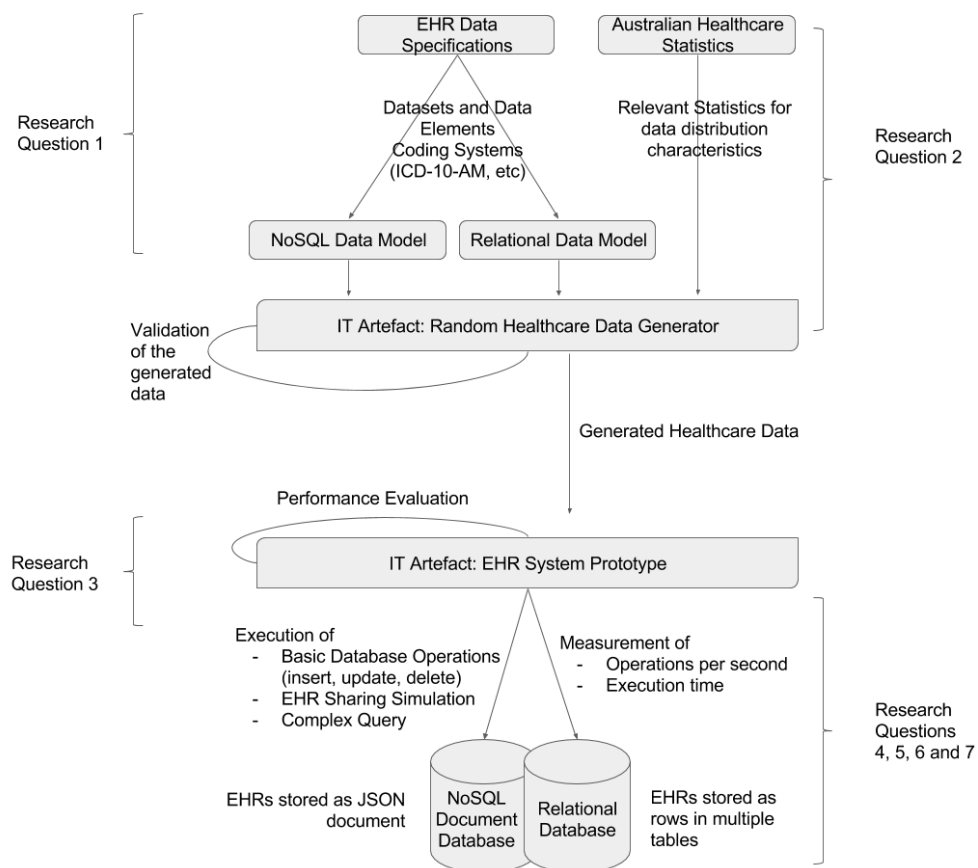 EHR Data
Specifications
Australian Healthcare
Statistics
Research
Question 1
Datasets and Data
Elements
Coding Systems
(ICD-10-AM, etc)
Relevant Statistics for
data distribution
characteristics
Research
Question 2
NoSQL Data Model
Relational Data Model
IT Artefact: Random Healthcare Data Generator
Validation
of the
generated
data
Generated Healthcare Data
Performance Evaluation
Research
Question 3
IT Artefact: EHR System Prototype
Execution of
- Basic Database Operations
(insert, update, delete)
- EHR Sharing Simulation
- Complex Query
Measurement of
- Operations per second
- Execution time
Research
Questions
4, 5, 6 and 7
EHRs stored as JSON
document
NoSQL
Document
Database
Relational
Database
EHRs stored as
rows in multiple
tables